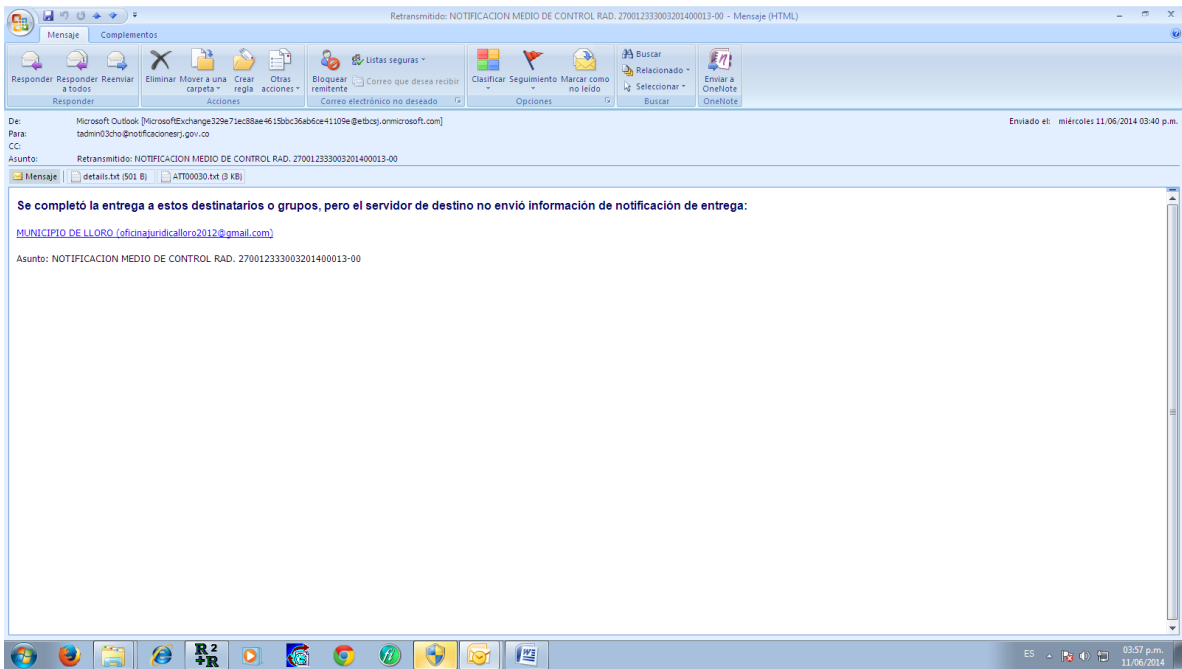 Retransmitido: NOTIFICACION MEDIO DE CONTROL RAD. 270012333003201400013-00 - Mensaje (HTML)
Mensaje Complementos
Responder Responder a todos Reenviar
Eliminar Mover a una carpeta Crear regla Otras acciones
Bloquear remitente Listas seguras Correo que desea recibir
Clasificar Seguimiento Marcar como no leído
Buscar Relacionado Seleccionar
Enviar a OneNote
Responder Acciones Correo electrónico no deseado Opciones Buscar OneNote
De: Microsoft Outlook [MicrosoftExchange329e71ec88ae4615bbc36ab6ce41109e@etbcsj.onmicrosoft.com] Enviado el: miércoles 11/06/2014 03:40 p.m.
Para: tadmin03cho@notificacionesrj.gov.co
CC:
Asunto: Retransmitido: NOTIFICACION MEDIO DE CONTROL RAD. 270012333003201400013-00
Mensaje details.txt (501 B) ATT00030.txt (3 KB)
Se completó la entrega a estos destinatarios o grupos, pero el servidor de destino no envió información de notificación de entrega:
MUNICIPIO DE LLORO (oficinajuridicalloro2012@gmail.com)
Asunto: NOTIFICACION MEDIO DE CONTROL RAD. 270012333003201400013-00
R2+R
ES 03:57 p.m.
11/06/2014